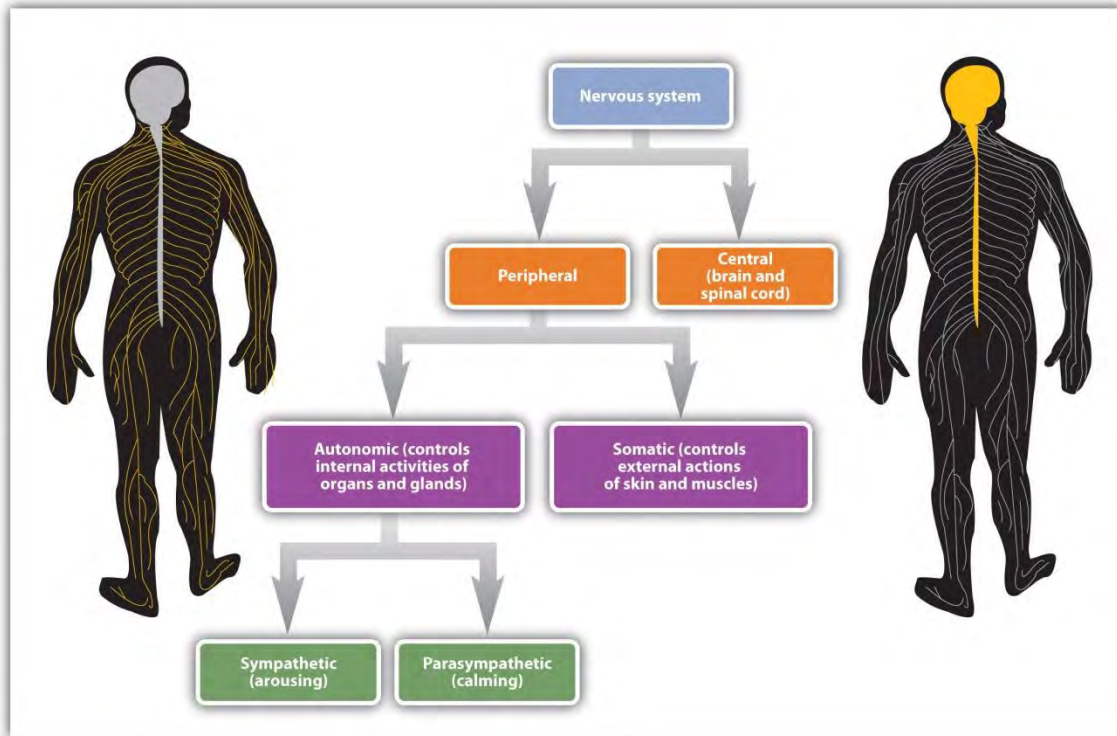 Nervous system
Peripheral
Central
(brain and
spinal cord)
Autonomic (controls
internal activities of
organs and glands)
Somatic (controls
external actions
of skin and muscles)
Sympathetic
(arousing)
Parasympathetic
(calming)